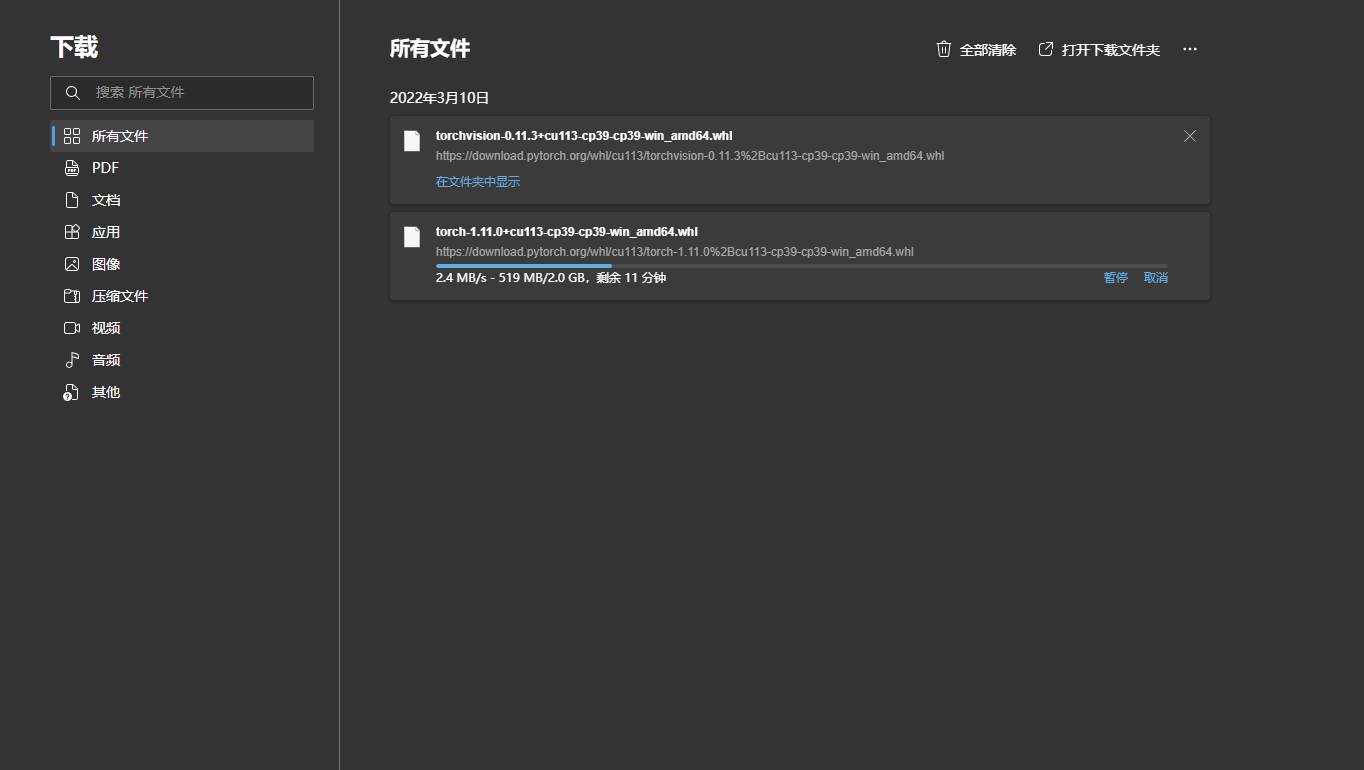 下载
搜索 所有文件
所有文件
PDF
文档
应用
图像
压缩文件
视频
音频
其他
所有文件
全部清除
打开下载文件夹
2022年3月10日
torchvision-0.11.3+cu113-cp39-cp39-win_amd64.whl
https://download.pytorch.org/whl/cu113/torchvision-0.11.3%2Bcu113-cp39-cp39-win_amd64.whl
在文件夹中显示
torch-1.11.0+cu113-cp39-cp39-win_amd64.whl
https://download.pytorch.org/whl/cu113/torch-1.11.0%2Bcu113-cp39-cp39-win_amd64.whl
2.4 MB/s - 519 MB/2.0 GB，剩余 11 分钟
暂停
取消